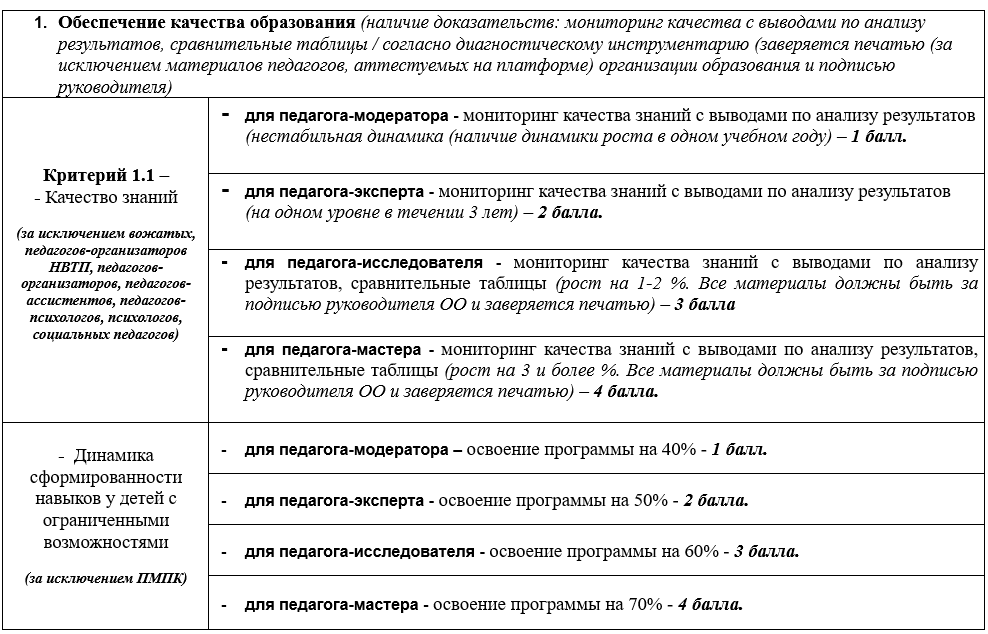 1. Обеспечение качества образования (наличие доказательств: мониторинг качества с выводами по анализу
результатов, сравнительные таблицы / согласно диагностическому инструментарию (заверяется печатью (за
исключением материалов педагогов, аттестуемых на платформе) организации образования и подписью
руководителя)
Критерий 1.1 –
- Качество знаний
(за исключением вожатых,
педагогов-организаторов
НВТП, педагогов-
организаторов, педагогов-
ассистентов, педагогов-
психологов, психологов,
социальных педагогов)
- для педагога-модератора - мониторинг качества знаний с выводами по анализу результатов
(нестабильная динамика (наличие динамики роста в одном учебном году) – 1 балл.
- для педагога-эксперта - мониторинг качества знаний с выводами по анализу результатов
(на одном уровне в течении 3 лет) – 2 балла.
- для педагога-исследователя - мониторинг качества знаний с выводами по анализу
результатов, сравнительные таблицы (рост на 1-2 %. Все материалы должны быть за
подписью руководителя ОО и заверяется печатью) – 3 балла
- для педагога-мастера - мониторинг качества знаний с выводами по анализу результатов,
сравнительные таблицы (рост на 3 и более %. Все материалы должны быть за подписью
руководителя ОО и заверяется печатью) – 4 балла.
- Динамика
сформированности
навыков у детей с
ограниченными
возможностями
(за исключением ПМПК)
- для педагога-модератора – освоение программы на 40% - 1 балл.
- для педагога-эксперта - освоение программы на 50% - 2 балла.
- для педагога-исследователя - освоение программы на 60% - 3 балла.
- для педагога-мастера - освоение программы на 70% - 4 балла.